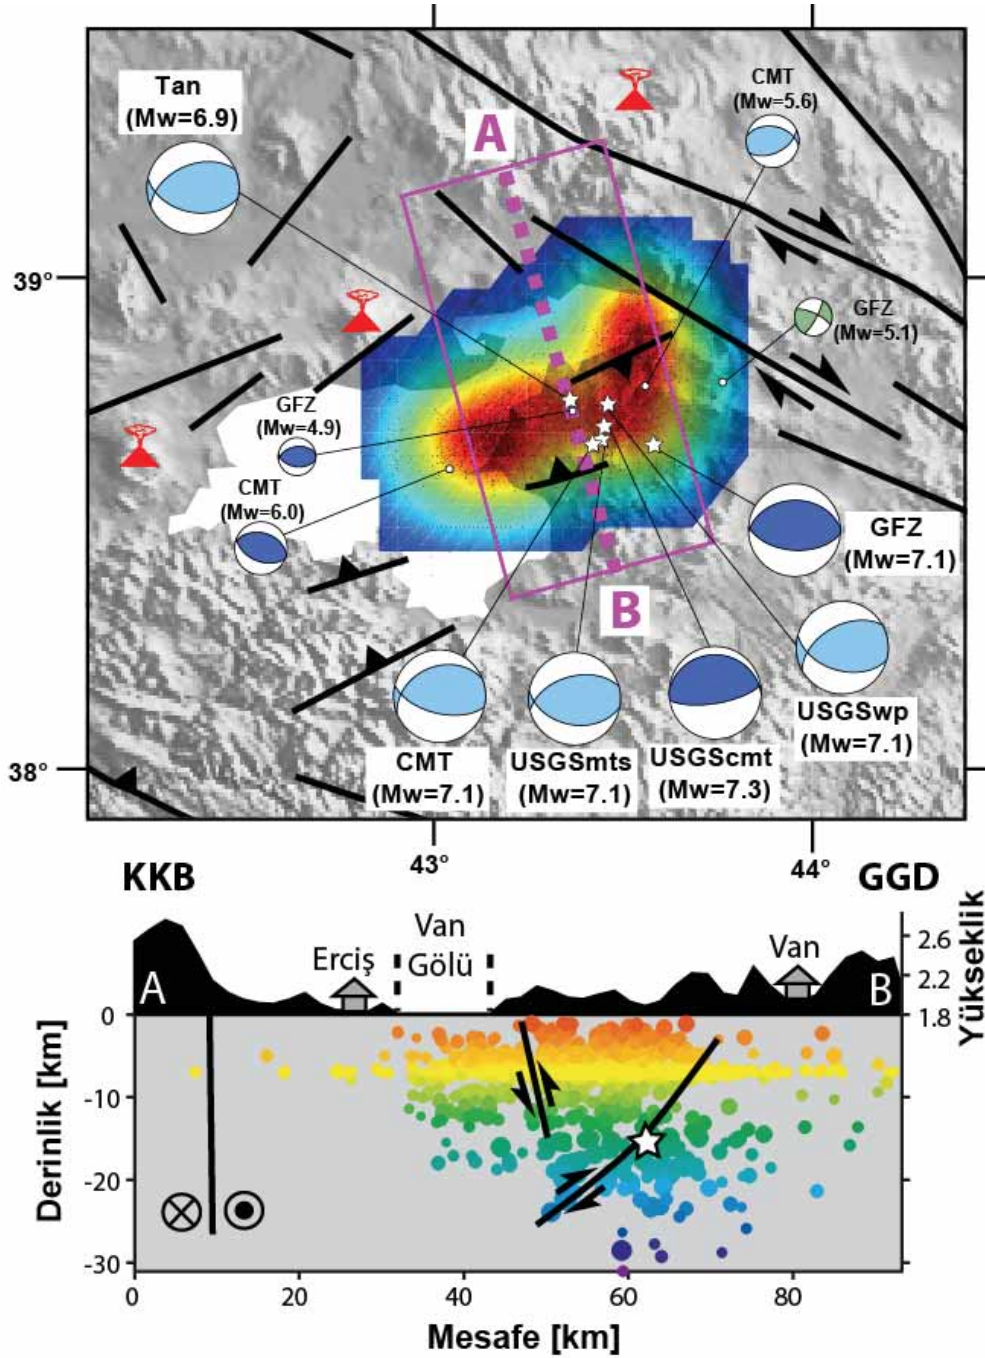 Tan
(Mw=6.9)
CMT
(Mw=5.6)
A
39°
GFZ
(Mw=5.1)
GFZ
(Mw=4.9)
CMT
(Mw=6.0)
GFZ
(Mw=7.1)
B
38°
CMT
(Mw=7.1)
USGSmts
(Mw=7.1)
USGScmt
(Mw=7.3)
USGSwp
(Mw=7.1)
43°
44°
KKB
GGD
Van
Gölü
Erciş
Van
A
B
2.6
2.2
1.8
Yükseklik
0
-10
-20
-30
Derinlik [km]
0
20
40
60
80
Mesafe [km]